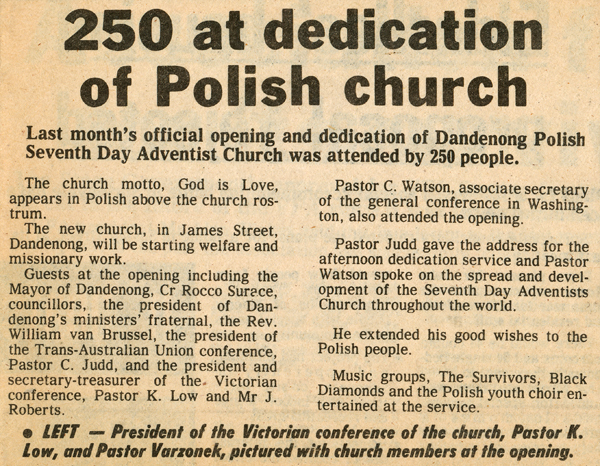 250 at dedication
of Polish church
Last month's official opening and dedication of Dandenong Polish
Seventh Day Adventist Church was attended by 250 people.
The church motto, God is Love,
appears in Polish above the church ros-
trum.
The new church, in James Street,
Dandenong, will be starting welfare and
missionary work.
Guests at the opening including the
Mayor of Dandenong, Cr Rocco Surace,
councillors, the president of Dan-
denong's ministers' fraternal, the Rev.
William van Brussel, the president of
the Trans-Australian Union conference,
Pastor C. Judd, and the president and
secretary-treasurer of the Victorian
conference, Pastor K. Low and Mr J.
Roberts.
Pastor C. Watson, associate secretary
of the general conference in Washing-
ton, also attended the opening.
Pastor Judd gave the address for the
afternoon dedication service and Pastor
Watson spoke on the spread and devel-
opment of the Seventh Day Adventists
Church throughout the world.
He extended his good wishes to the
Polish people.
Music groups, The Survivors, Black
Diamonds and the Polish youth choir en-
tertained at the service.
● LEFT — President of the Victorian conference of the church, Pastor K.
Low, and Pastor Varzonek, pictured with church members at the opening.